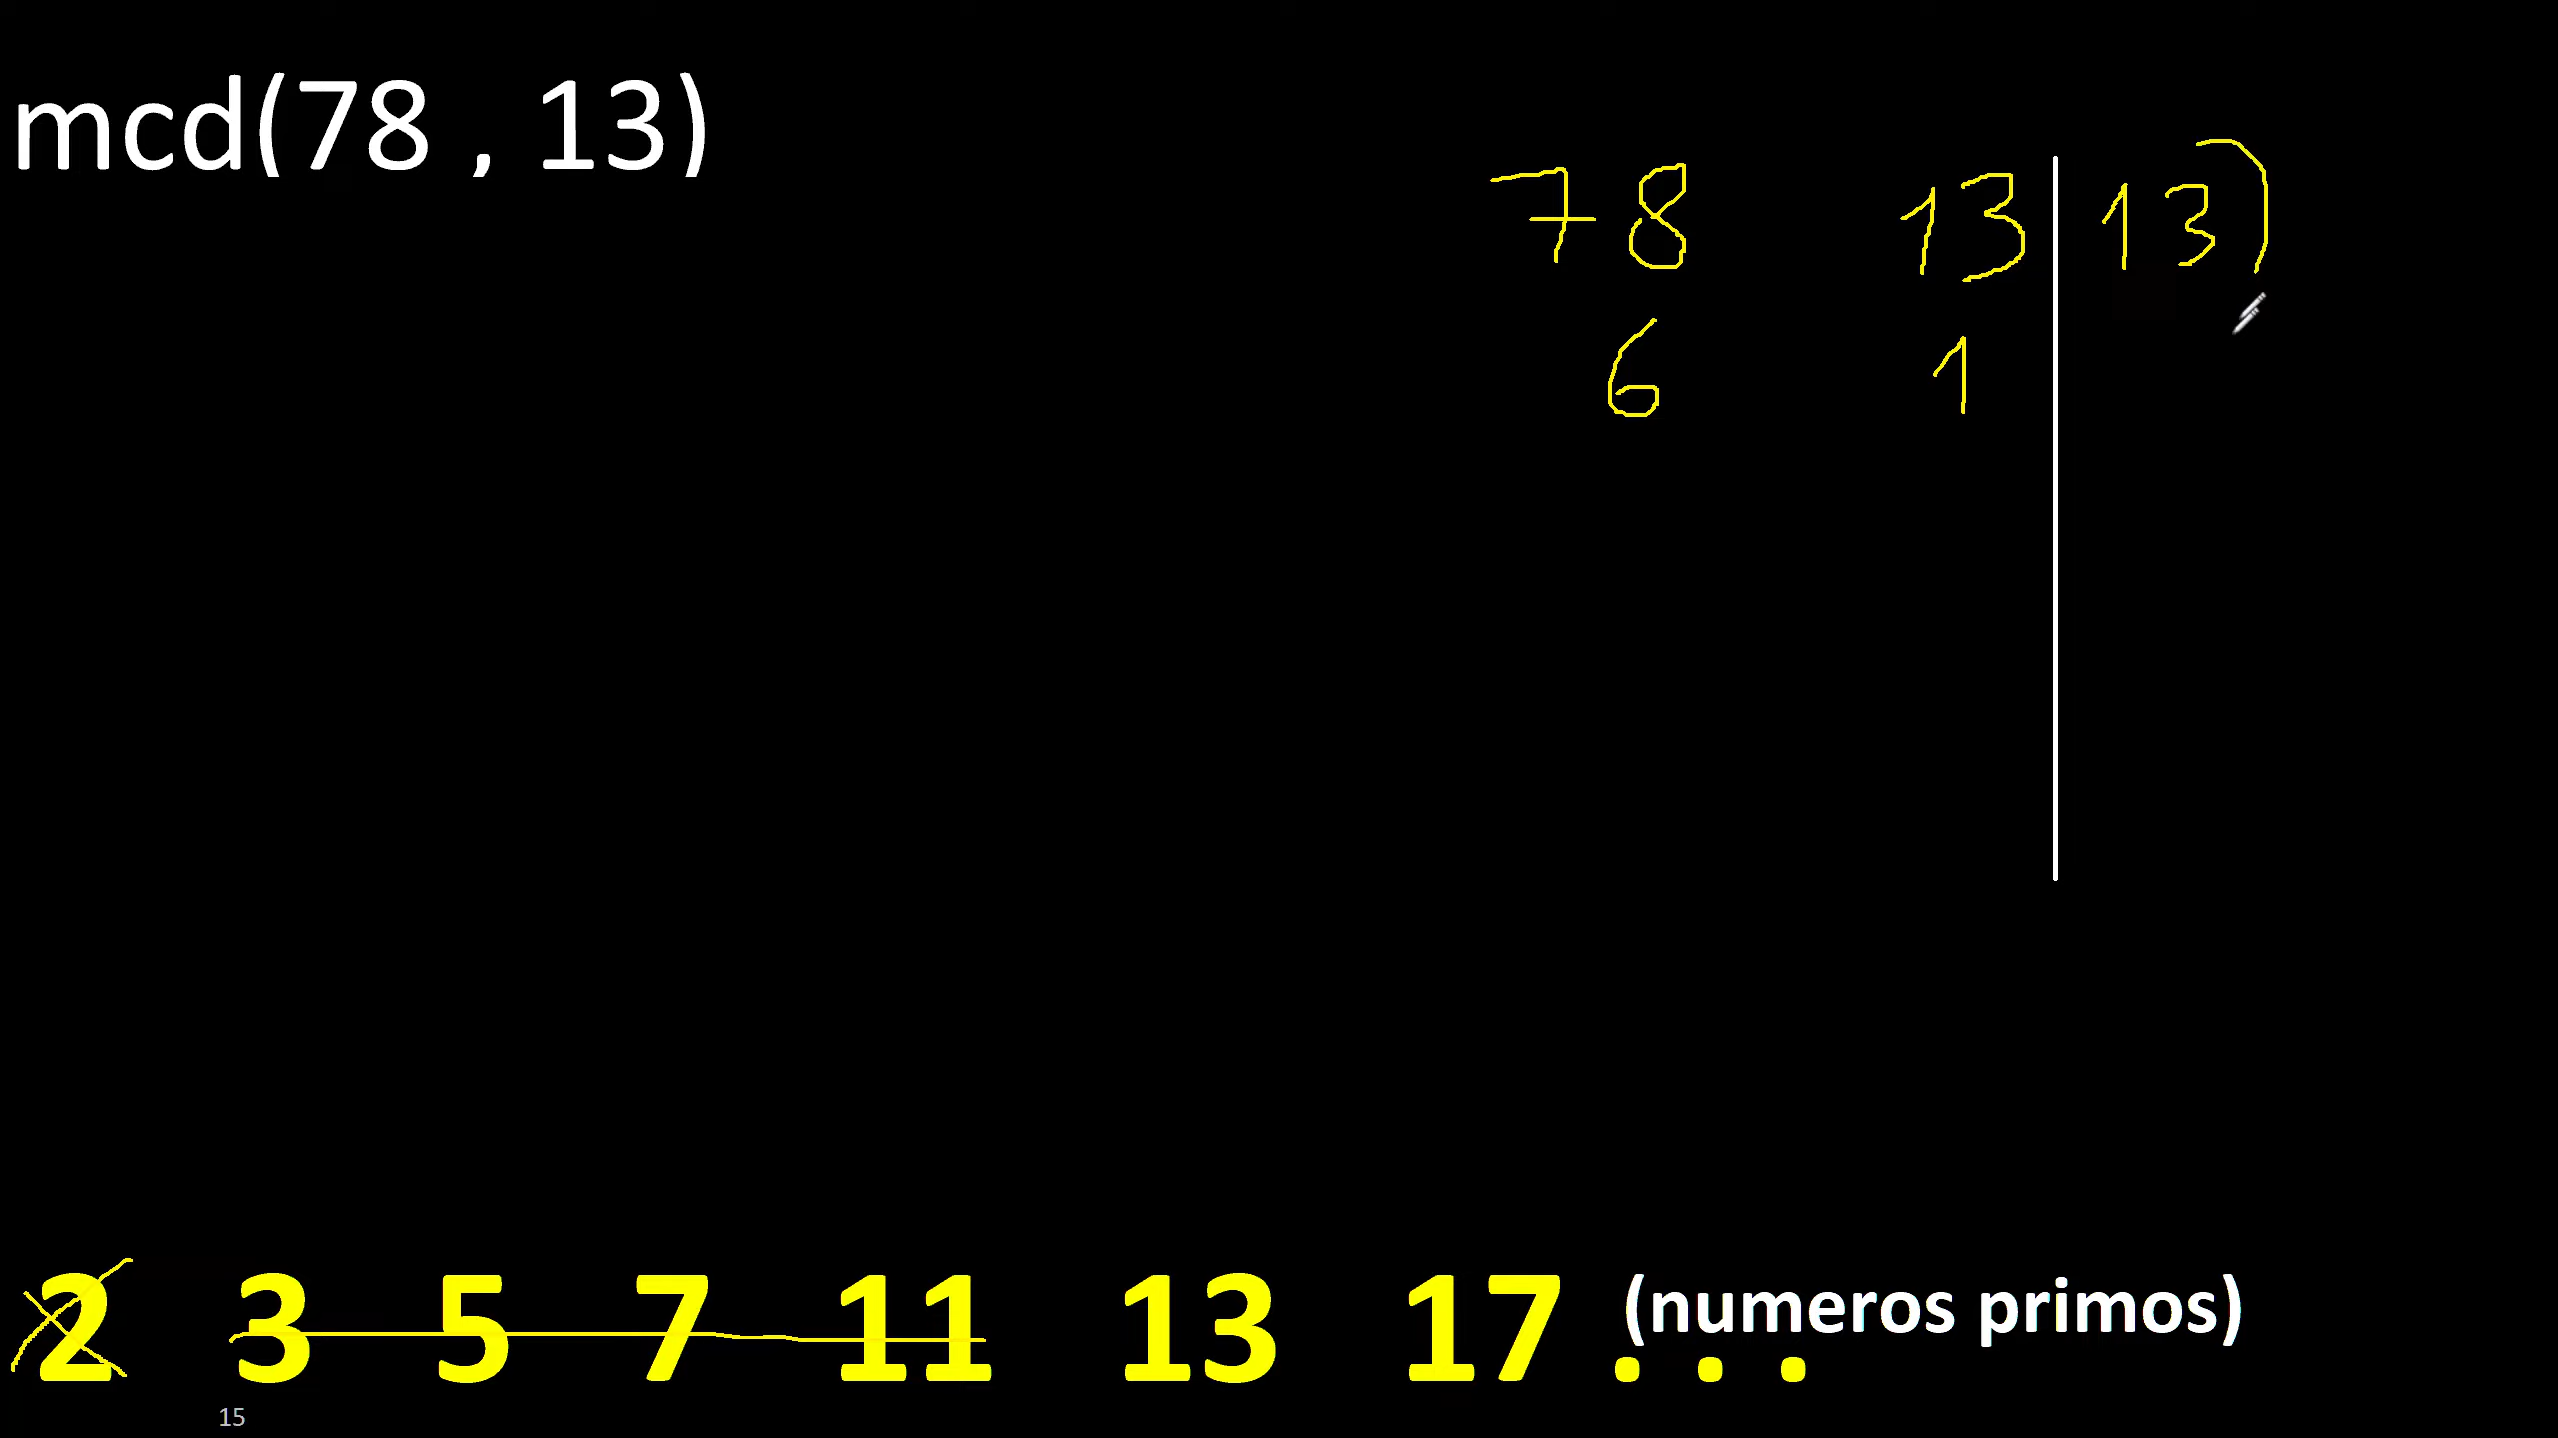 mcd(78 , 13)
78 13 | 13)
6 1
2 3 5 7 11 13 17 . . . (numeros primos)
15